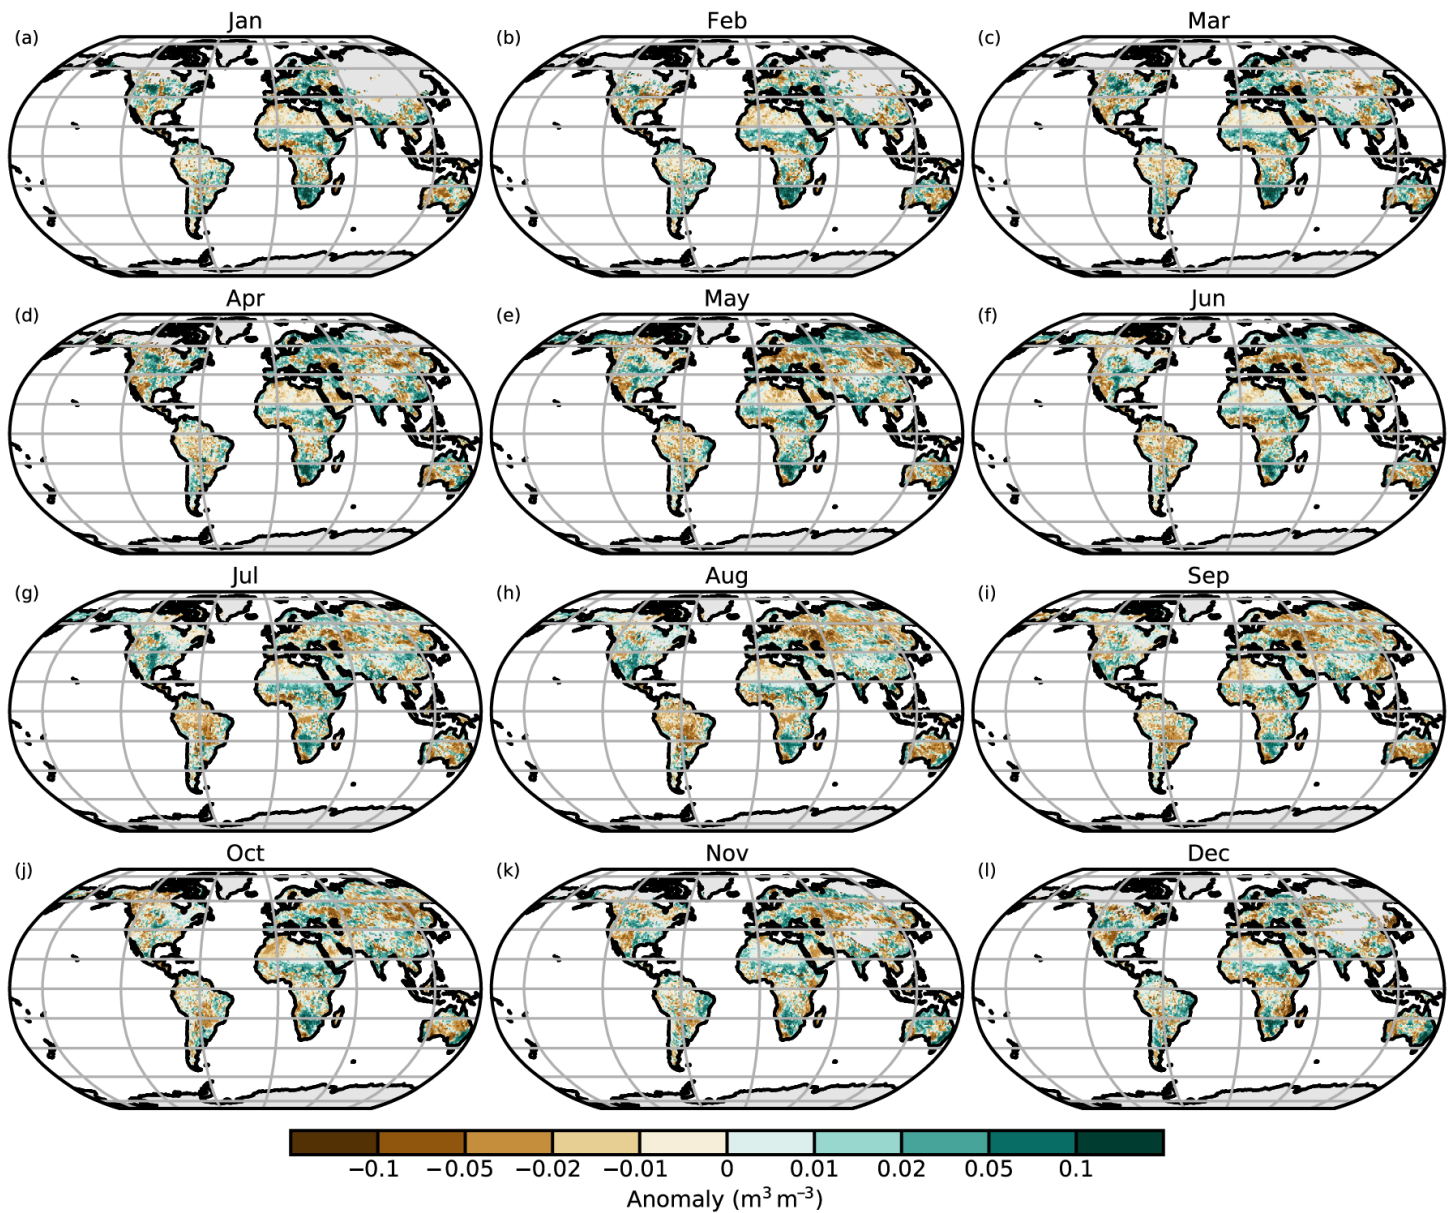 Jan
Feb
Mar
(a)
(b)
(c)
Apr
May
Jun
(d)
(e)
(f)
Jul
Aug
Sep
(g)
(h)
(i)
Oct
Nov
Dec
(j)
(k)
(l)
−0.1 −0.05 −0.02 −0.01 0 0.01 0.02 0.05 0.1
Anomaly (m³ m⁻³)